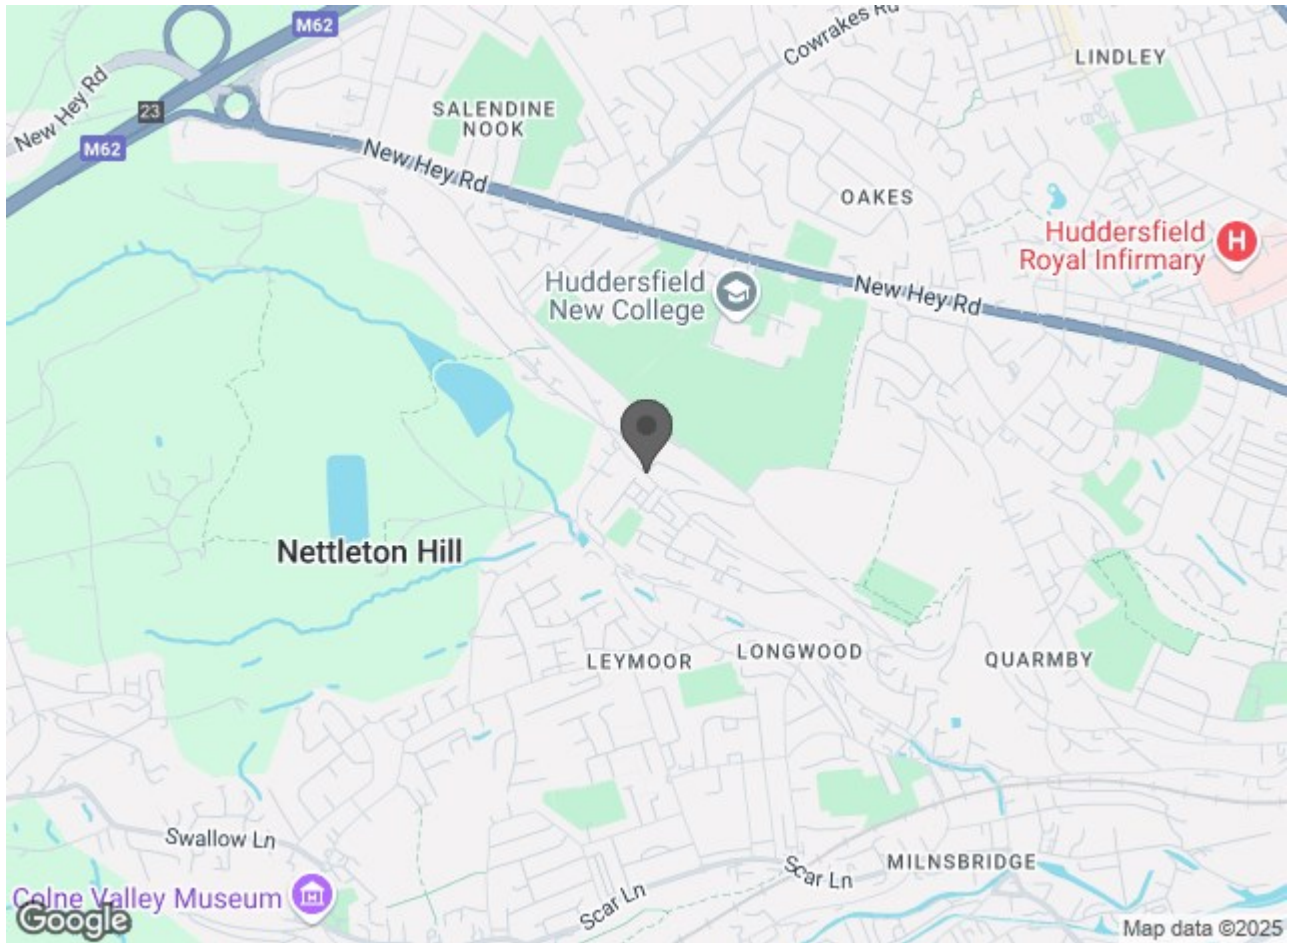 M62
Cowrakes Rd
LINDLEY
New Hey Rd
23
SALENDINE
NOOK
M62
New Hey Rd
OAKES
Huddersfield
Royal Infirmary
H
Huddersfield
New College
New Hey Rd
Nettleton Hill
LEYMOOR
LONGWOOD
QUARMBY
Swallow Ln
Scar Ln
MILNSBRIDGE
Colne Valley Museum
Scar Ln
Google
Map data ©2025